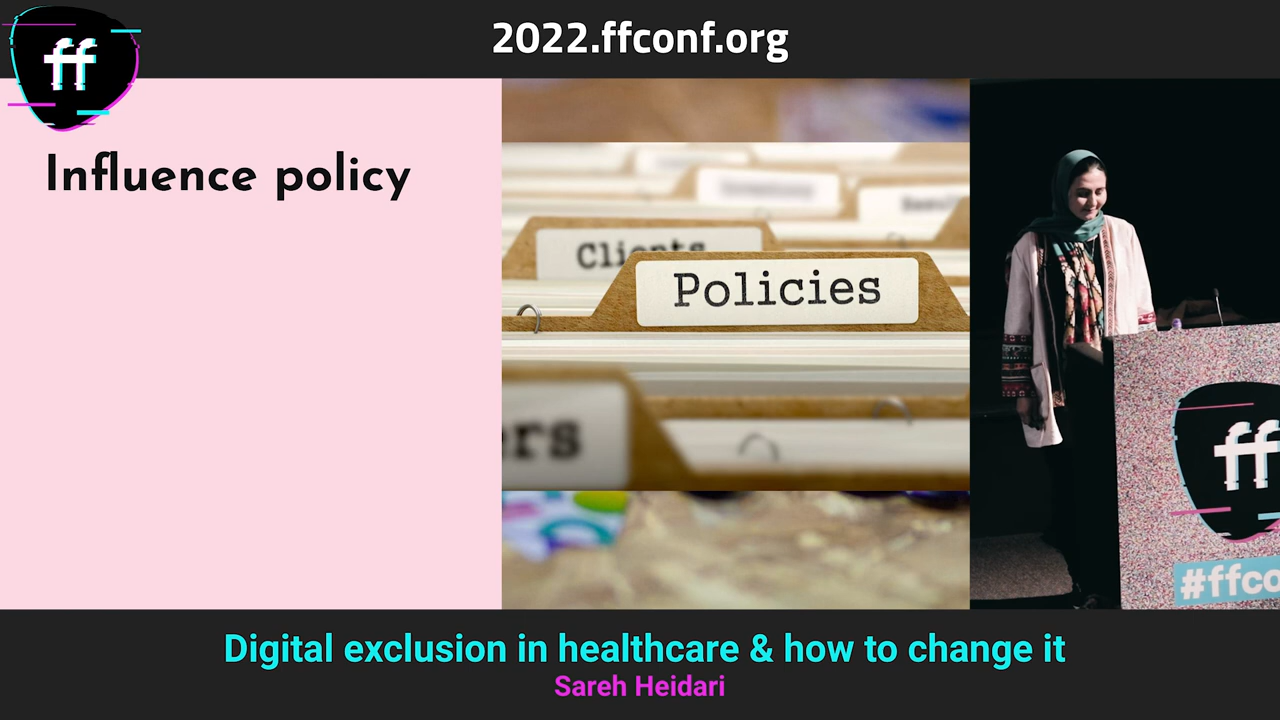 2022.ffconf.org
ff
Influence policy
Clients
Policies
ers
ff
#ffco
Digital exclusion in healthcare & how to change it
Sareh Heidari